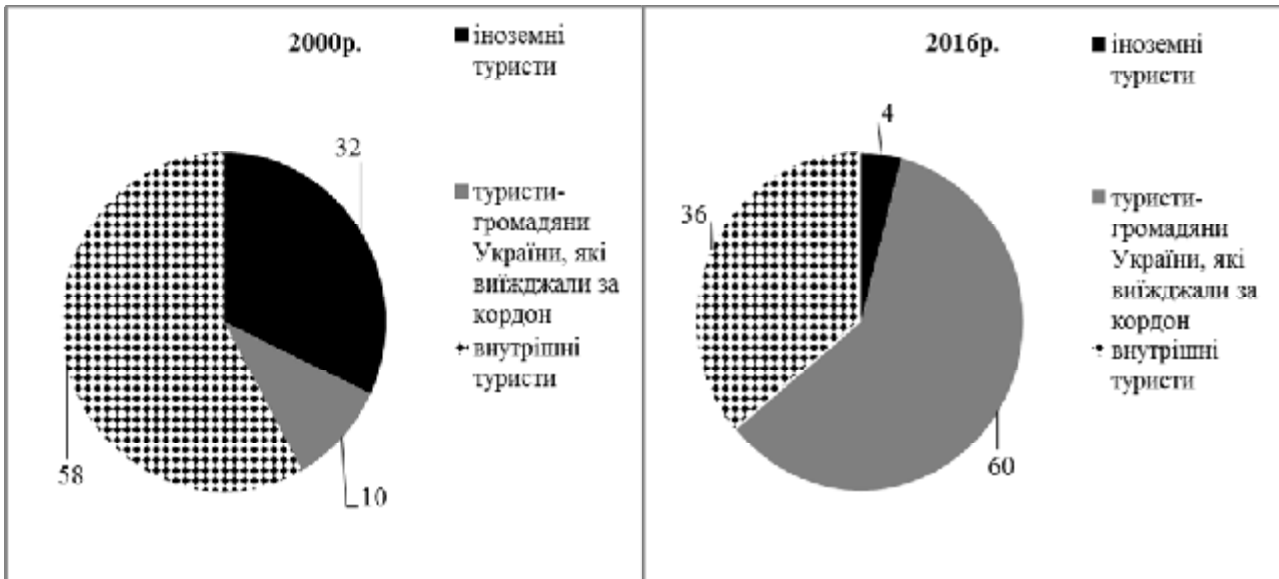 2000р.
іноземні
туристи
32
туристи-
громадяни
України, які
виїжджали за
кордон
внутрішні
туристи
58
10
2016р.
іноземні
туристи
4
туристи-
громадяни
України, які
виїжджали за
кордон
внутрішні
туристи
36
60